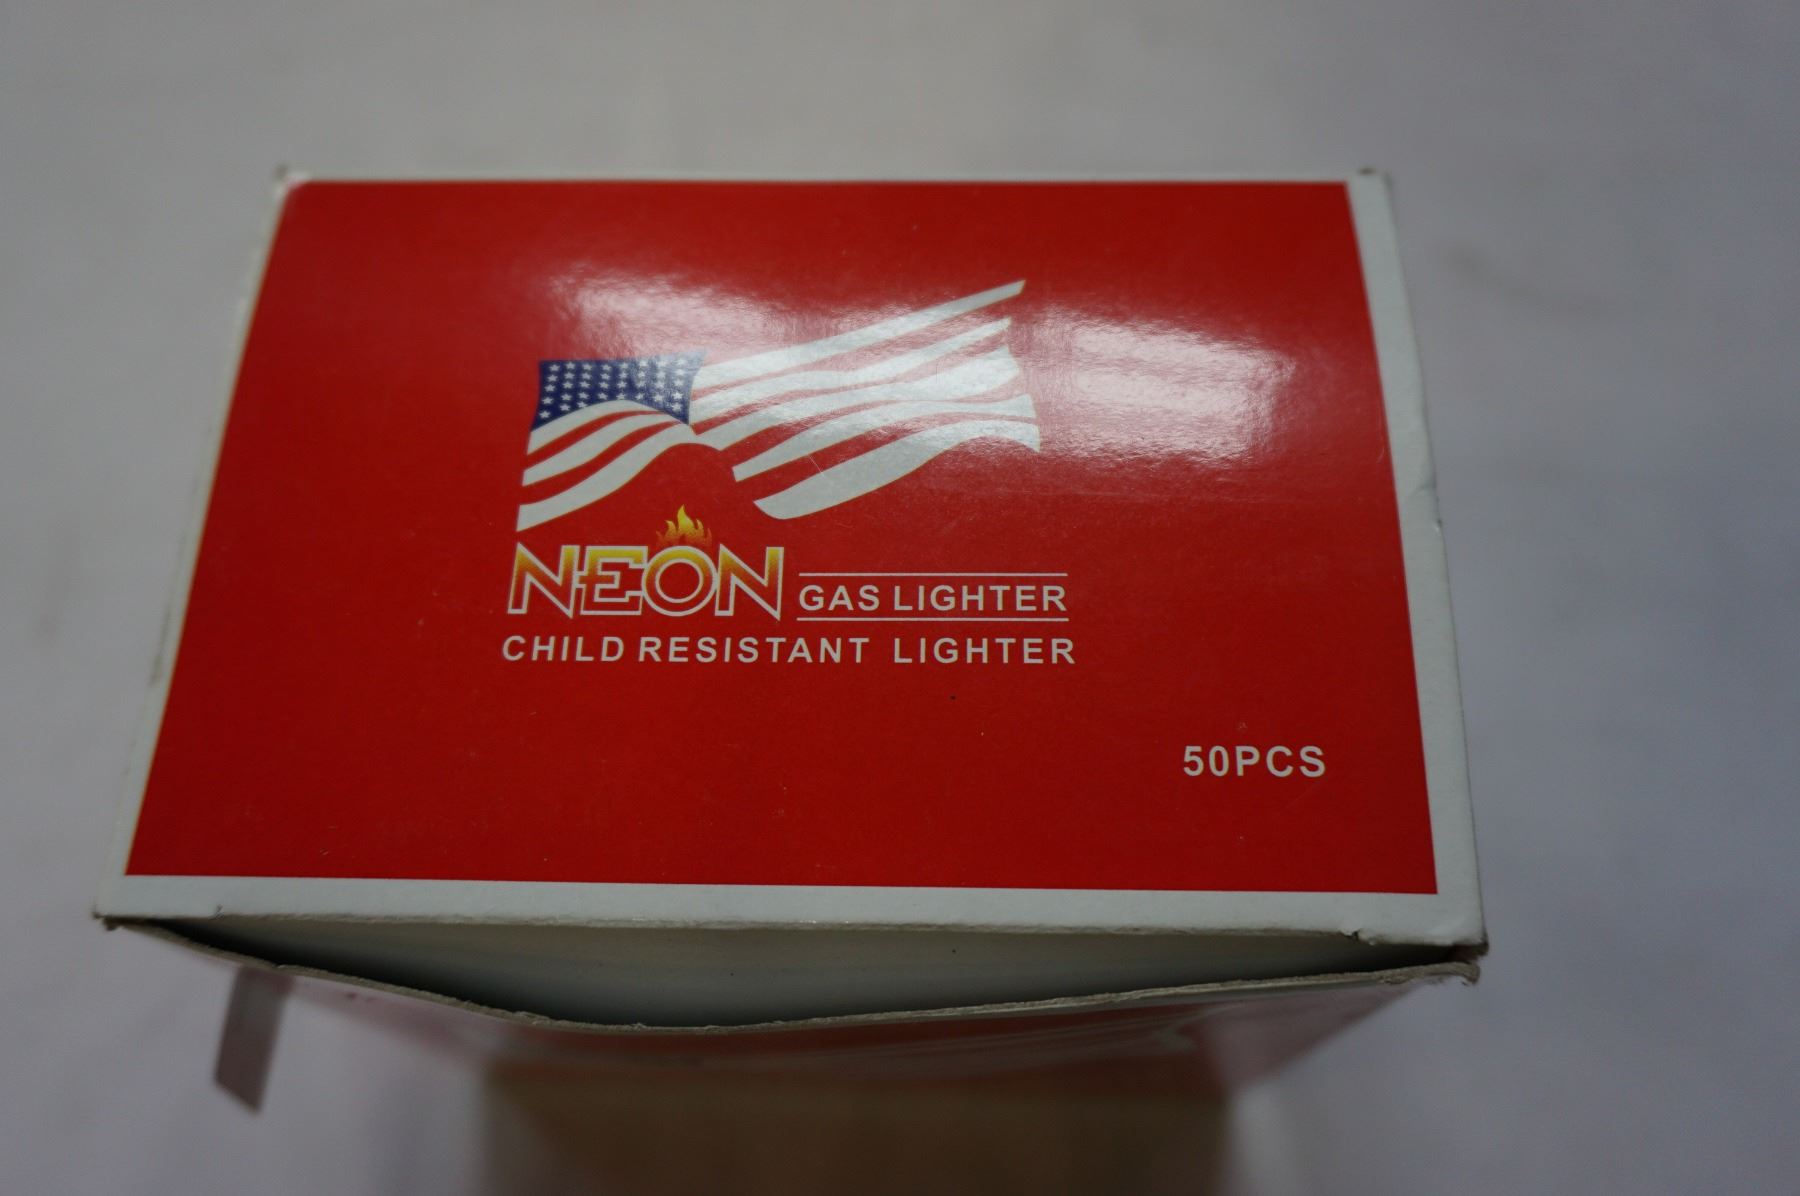 NEON GAS LIGHTER
CHILD RESISTANT LIGHTER
50PCS